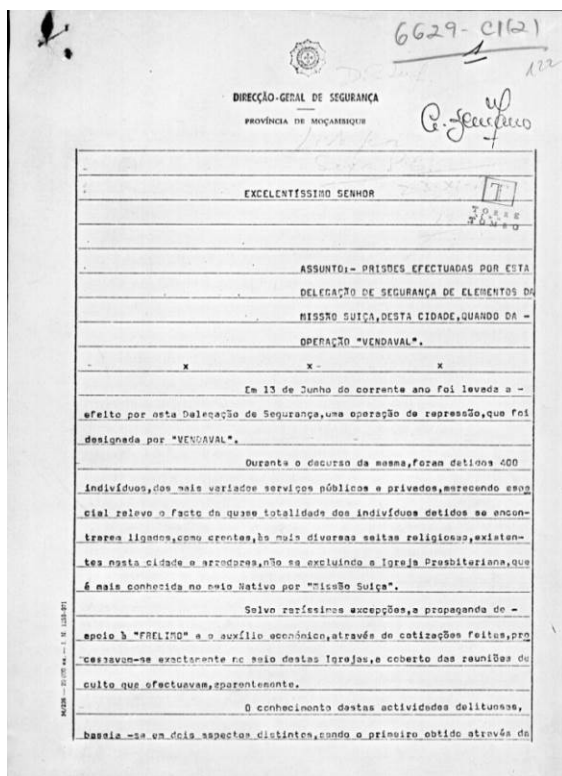 6629-CI(2)
1
122
DIRECÇÃO-GERAL DE SEGURANÇA
PROVÍNCIA DE MOÇAMBIQUE
EXCELENTÍSSIMO SENHOR
T
TORRE
TOMBO
ASSUNTO:- PRISÕES EFECTUADAS POR ESTA
DELEGAÇÃO DE SEGURANÇA DE ELEMENTOS DA
MISSÃO SUIÇA,DESTA CIDADE,QUANDO DA -
OPERAÇÃO "VENDAVAL".
x x - x
Em 13 de Junho do corrente ano foi levada a -
efeito por esta Delegação de Segurança,uma operação de repressão,que foi
designada por "VENDAVAL".
Durante o decurso da mesma,foram detidos 400
indivíduos,dos mais variados serviços públicos e privados,merecendo espe
cial relevo o facto da quase totalidade dos indivíduos detidos se encon-
trarem ligados,como crentes,às mais diversas seitas religiosas,existen-
tes nesta cidade e arredores,não se excluindo a Igreja Presbiteriana,que
é mais conhecida no meio Nativo por "Missão Suiça".
Salvo raríssimas excepções,a propaganda de -
apoio à "FRELIMO" e o auxílio económico,através de cotizações feitas,pro
cessavam-se exactamente no seio destas Igrejas,a coberto das reuniões de
culto que efectuavam,aparentemente.
O conhecimento destas actividades delituosas,
baseia -se em dois aspectos distintos,sendo o primeiro obtido através da